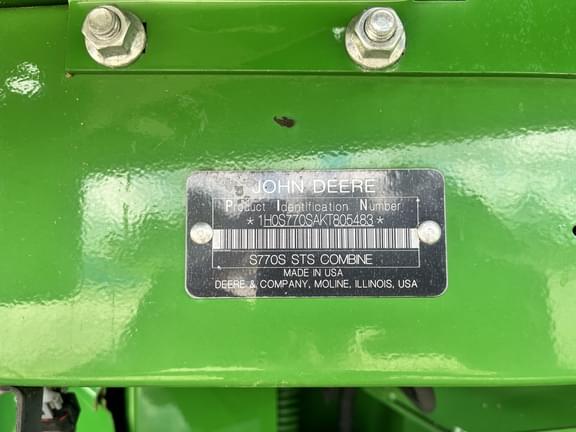 JOHN DEERE
Product Identification Number
*1H0S770SAKT805483*
S770S STS COMBINE
MADE IN USA
DEERE & COMPANY, MOLINE, ILLINOIS, USA